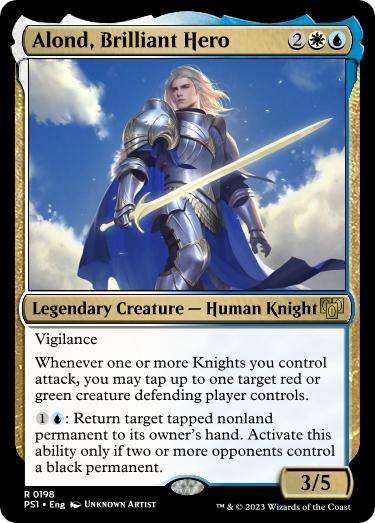 Alond, Brilliant Hero 2
Legendary Creature — Human Knight
Vigilance
Whenever one or more Knights you control
attack, you may tap up to one target red or
green creature defending player controls.
1: Return target tapped nonland
permanent to its owner's hand. Activate this
ability only if two or more opponents control
a black permanent.
3/5
R 0198
PS1 • Eng Unknown Artist
™ & © 2023 Wizards of the Coast